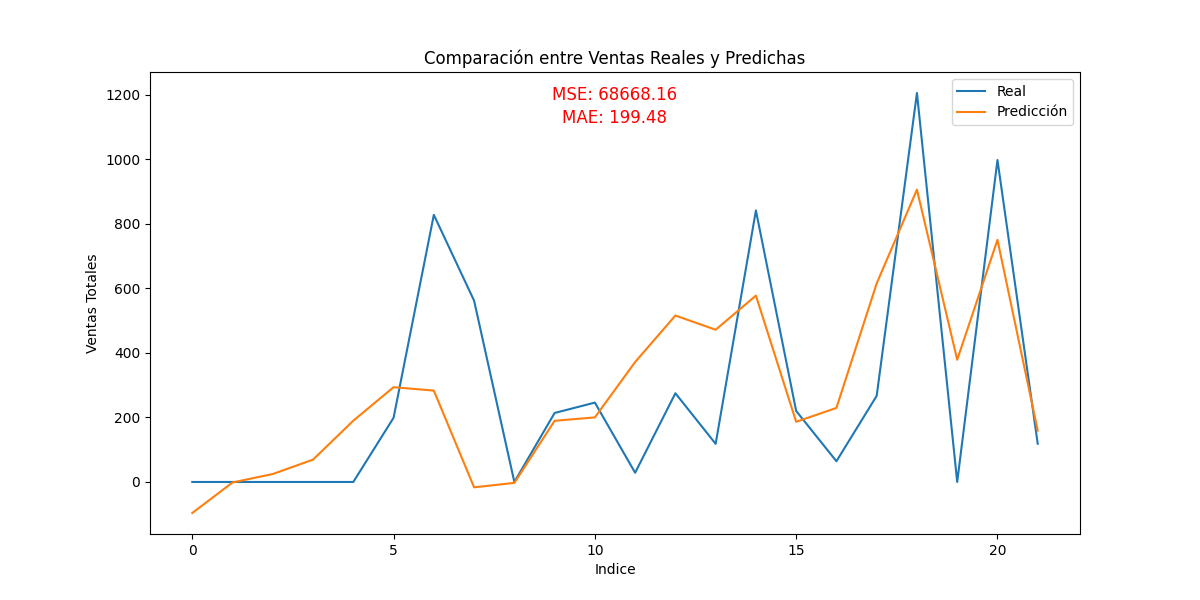 Comparación entre Ventas Reales y Predichas
MSE: 68668.16
MAE: 199.48
Real
Predicción
Ventas Totales
1200
1000
800
600
400
200
0
0
5
10
15
20
Indice